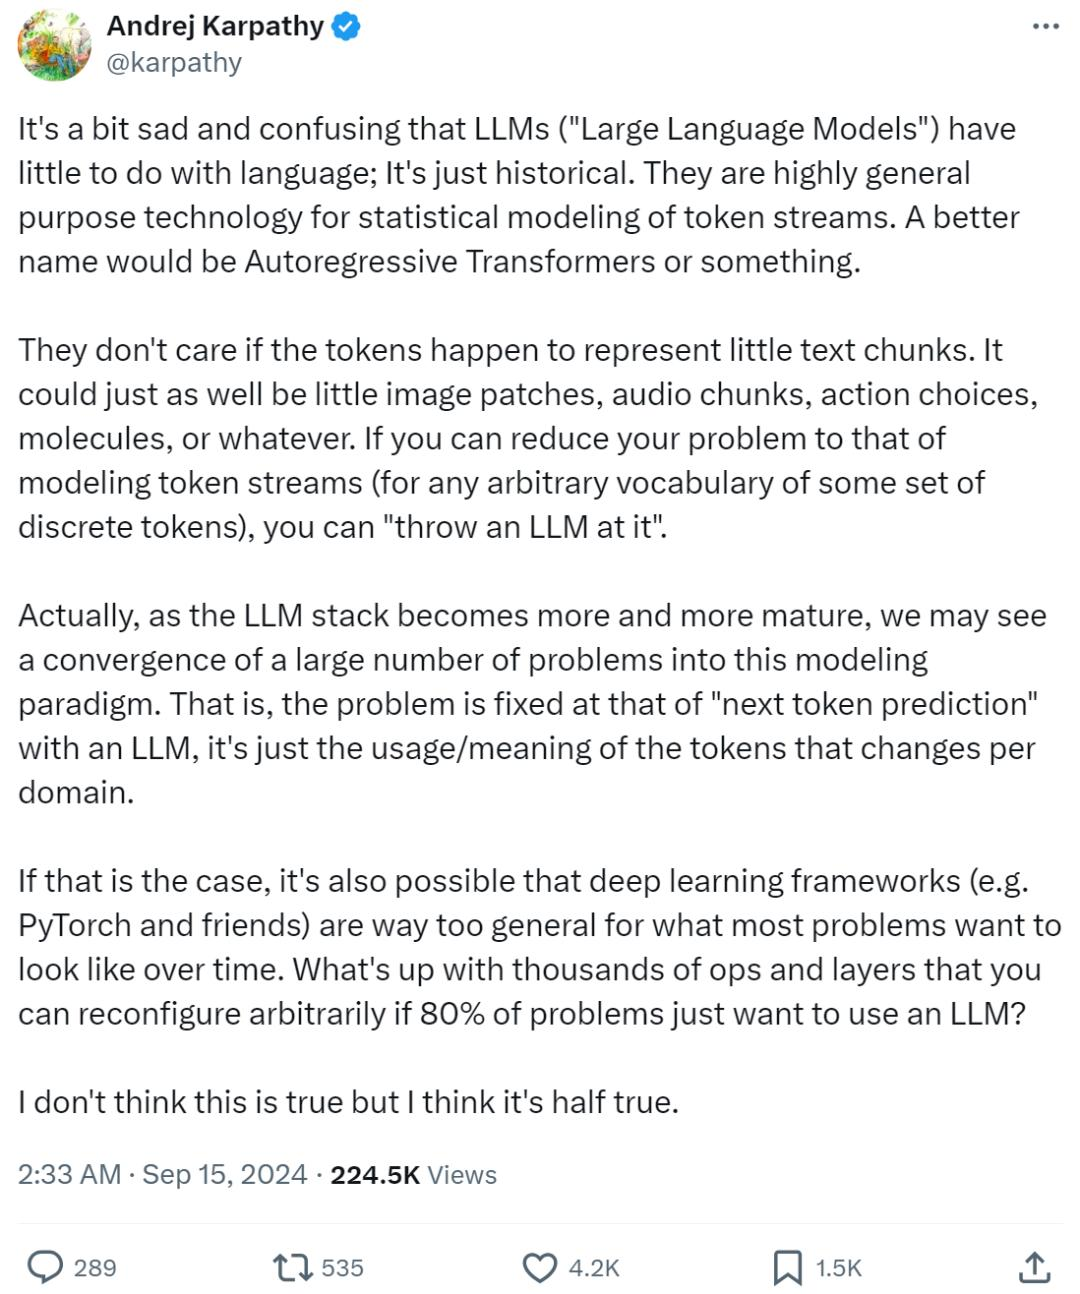 Andrej Karpathy
@karpathy
It's a bit sad and confusing that LLMs ("Large Language Models") have
little to do with language; It's just historical. They are highly general
purpose technology for statistical modeling of token streams. A better
name would be Autoregressive Transformers or something.
They don't care if the tokens happen to represent little text chunks. It
could just as well be little image patches, audio chunks, action choices,
molecules, or whatever. If you can reduce your problem to that of
modeling token streams (for any arbitrary vocabulary of some set of
discrete tokens), you can "throw an LLM at it".
Actually, as the LLM stack becomes more and more mature, we may see
a convergence of a large number of problems into this modeling
paradigm. That is, the problem is fixed at that of "next token prediction"
with an LLM, it's just the usage/meaning of the tokens that changes per
domain.
If that is the case, it's also possible that deep learning frameworks (e.g.
PyTorch and friends) are way too general for what most problems want to
look like over time. What's up with thousands of ops and layers that you
can reconfigure arbitrarily if 80% of problems just want to use an LLM?
I don't think this is true but I think it's half true.
2:33 AM · Sep 15, 2024 · 224.5K Views
289 535 4.2K 1.5K